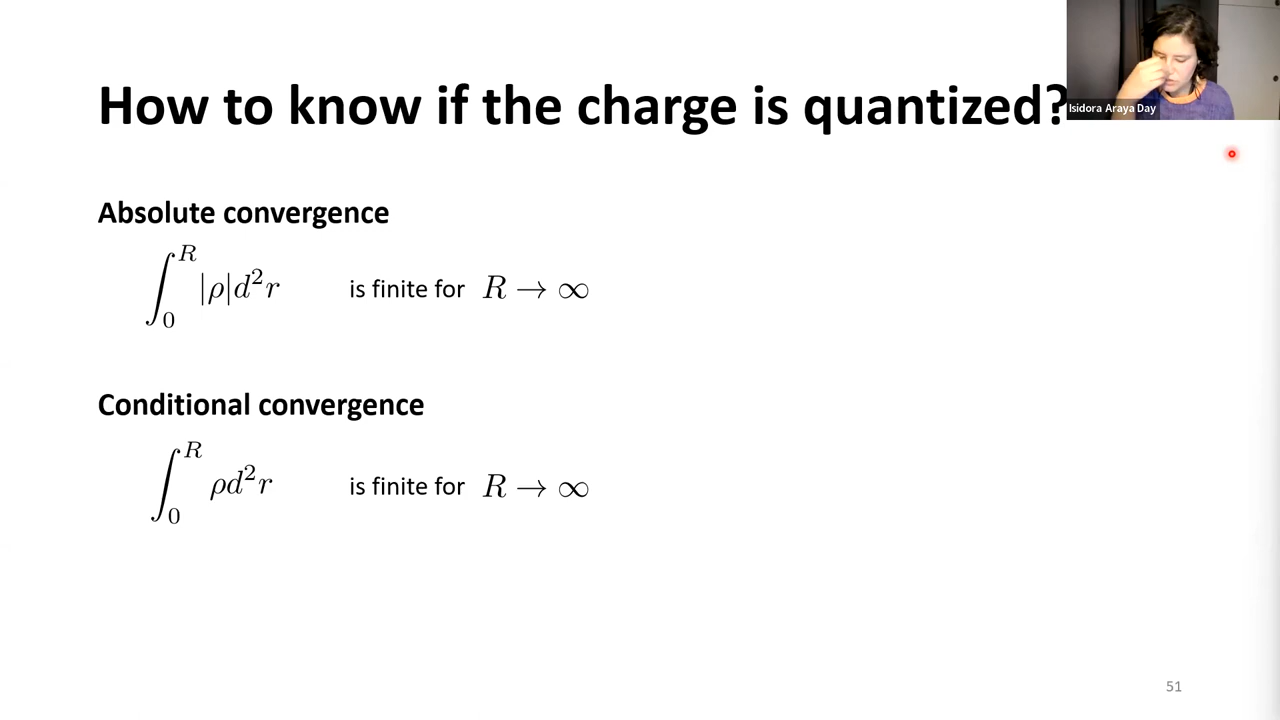 How to know if the charge is quantized?
Isidora Araya Day
Absolute convergence
∫₀ᴿ |ρ|d²r is finite for R → ∞
Conditional convergence
∫₀ᴿ ρd²r is finite for R → ∞
51